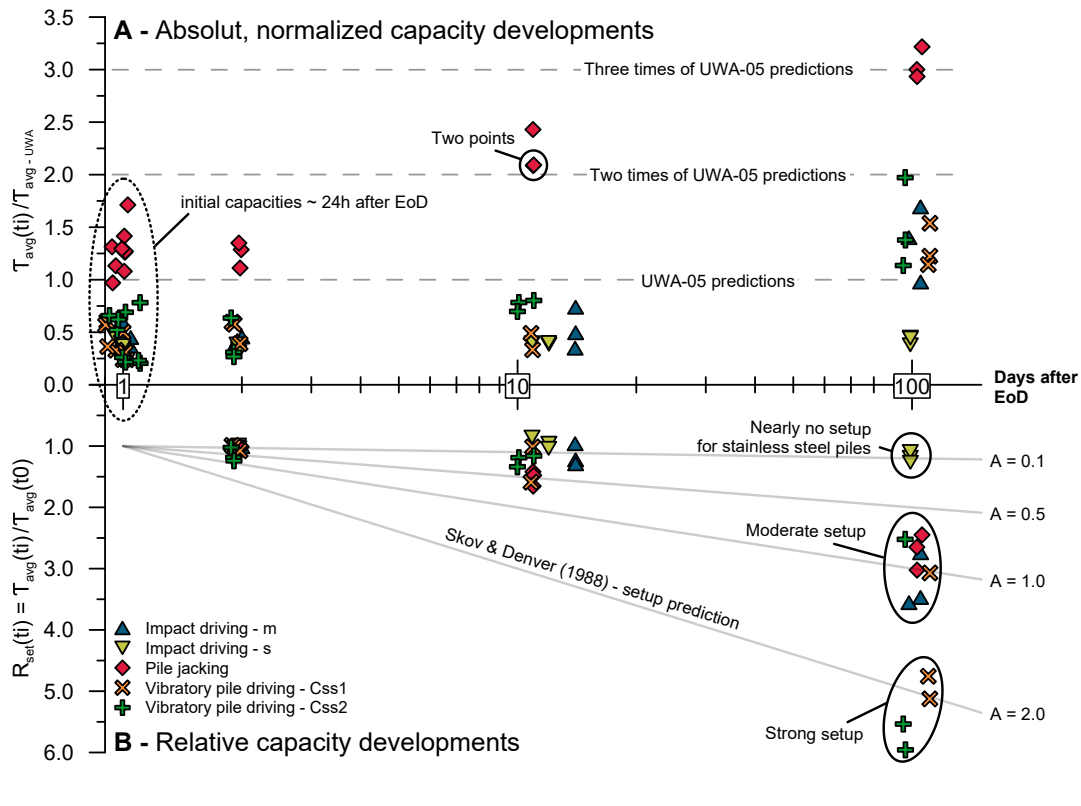 A - Absolut, normalized capacity developments
3.5
3.0
2.5
2.0
1.5
1.0
0.5
0.0
Tavg(ti)/Tavg - UWA
Three times of UWA-05 predictions
Two points
Two times of UWA-05 predictions
initial capacities ~ 24h after EoD
UWA-05 predictions
1
10
100
Days after
EoD
1.0
2.0
3.0
4.0
5.0
6.0
Rset(ti) = Tavg(ti)/Tavg(t0)
Nearly no setup
for stainless steel piles
A = 0.1
A = 0.5
Moderate setup
Skov & Denver (1988) - setup prediction
A = 1.0
Impact driving - m
Impact driving - s
Pile jacking
Vibratory pile driving - Css1
Vibratory pile driving - Css2
A = 2.0
Strong setup
B - Relative capacity developments